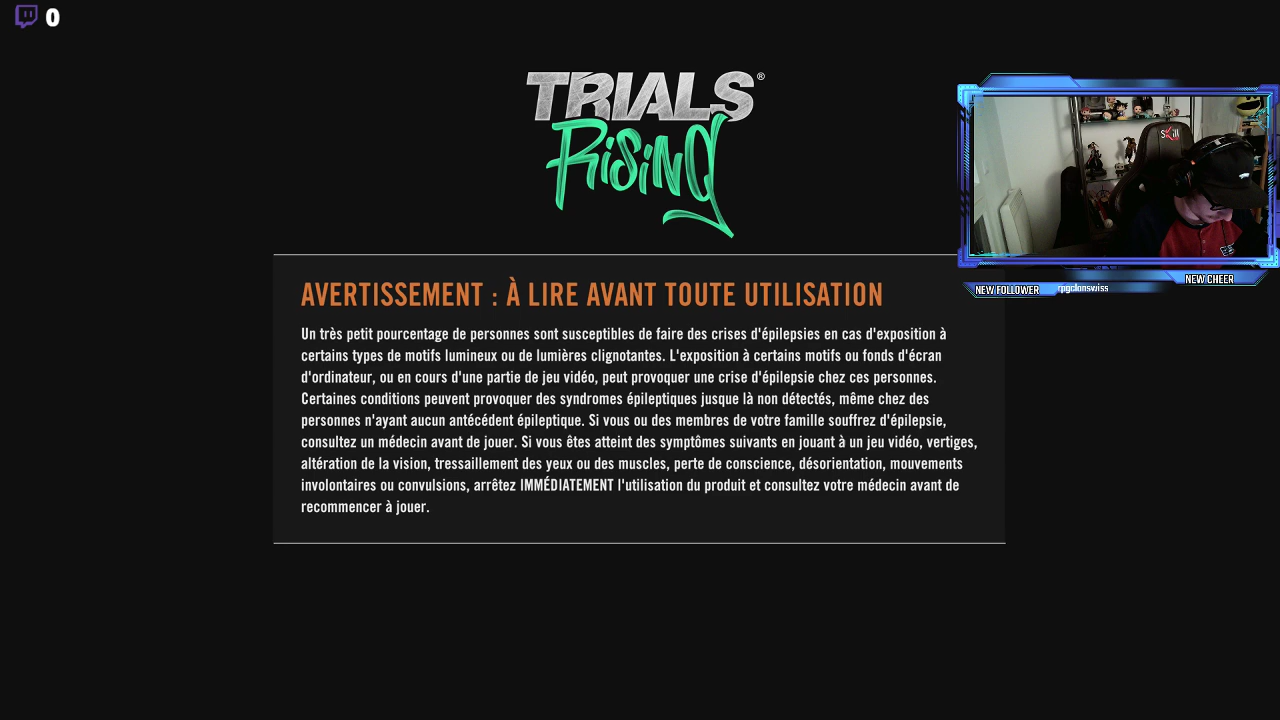 0
TRIALS®
Rising
NEW CHEER
NEW FOLLOWER rpgclonswiss
AVERTISSEMENT : À LIRE AVANT TOUTE UTILISATION
Un très petit pourcentage de personnes sont susceptibles de faire des crises d'épilepsies en cas d'exposition à
certains types de motifs lumineux ou de lumières clignotantes. L'exposition à certains motifs ou fonds d'écran
d'ordinateur, ou en cours d'une partie de jeu vidéo, peut provoquer une crise d'épilepsie chez ces personnes.
Certaines conditions peuvent provoquer des syndromes épileptiques jusque là non détectés, même chez des
personnes n'ayant aucun antécédent épileptique. Si vous ou des membres de votre famille souffrez d'épilepsie,
consultez un médecin avant de jouer. Si vous êtes atteint des symptômes suivants en jouant à un jeu vidéo, vertiges,
altération de la vision, tressaillement des yeux ou des muscles, perte de conscience, désorientation, mouvements
involontaires ou convulsions, arrêtez IMMÉDIATEMENT l'utilisation du produit et consultez votre médecin avant de
recommencer à jouer.